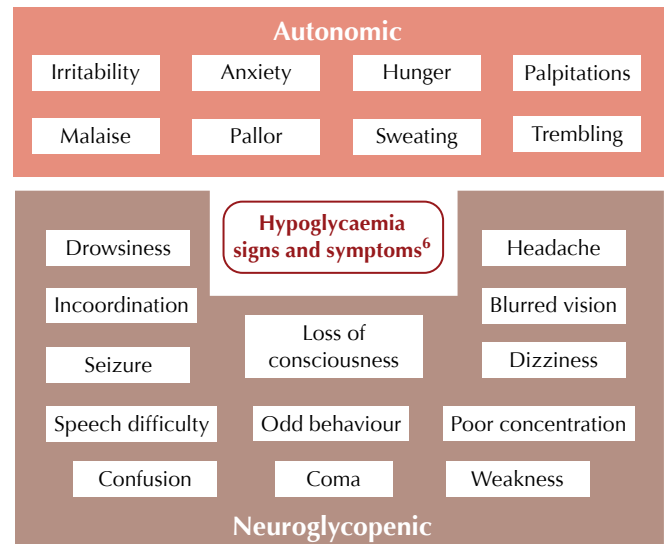 Autonomic
Irritability
Anxiety
Hunger
Palpitations
Malaise
Pallor
Sweating
Trembling
Hypoglycaemia
signs and symptoms6
Drowsiness
Headache
Incoordination
Blurred vision
Loss of
consciousness
Seizure
Dizziness
Speech difficulty
Odd behaviour
Poor concentration
Confusion
Coma
Weakness
Neuroglycopenic